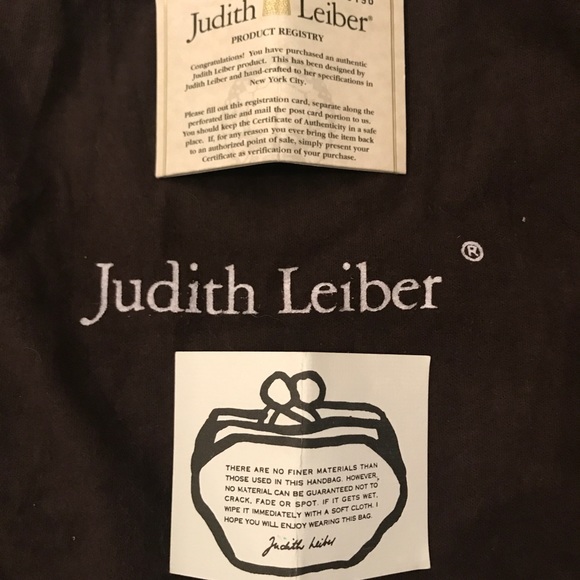 Judith Leiber®
PRODUCT REGISTRY
Congratulations! You have purchased an authentic
Judith Leiber product. This has been designed by
Judith Leiber and hand-crafted to her specifications in
New York City.
Please fill out this registration card, separate along the
perforated line and mail the post card portion to us.
You should keep the Certificate of Authenticity in a safe
place. If, for any reason you ever bring the item back
to an authorized point of sale, simply present your
Certificate as verification of your purchase.
Judith Leiber®
THERE ARE NO FINER MATERIALS THAN
THOSE USED IN THIS HANDBAG. HOWEVER,
NO MATERIAL CAN BE GUARANTEED NOT TO
CRACK, FADE OR SPOT. IF IT GETS WET,
WIPE IT IMMEDIATELY WITH A SOFT CLOTH. I
HOPE YOU WILL ENJOY WEARING THIS BAG.
Judith Leiber